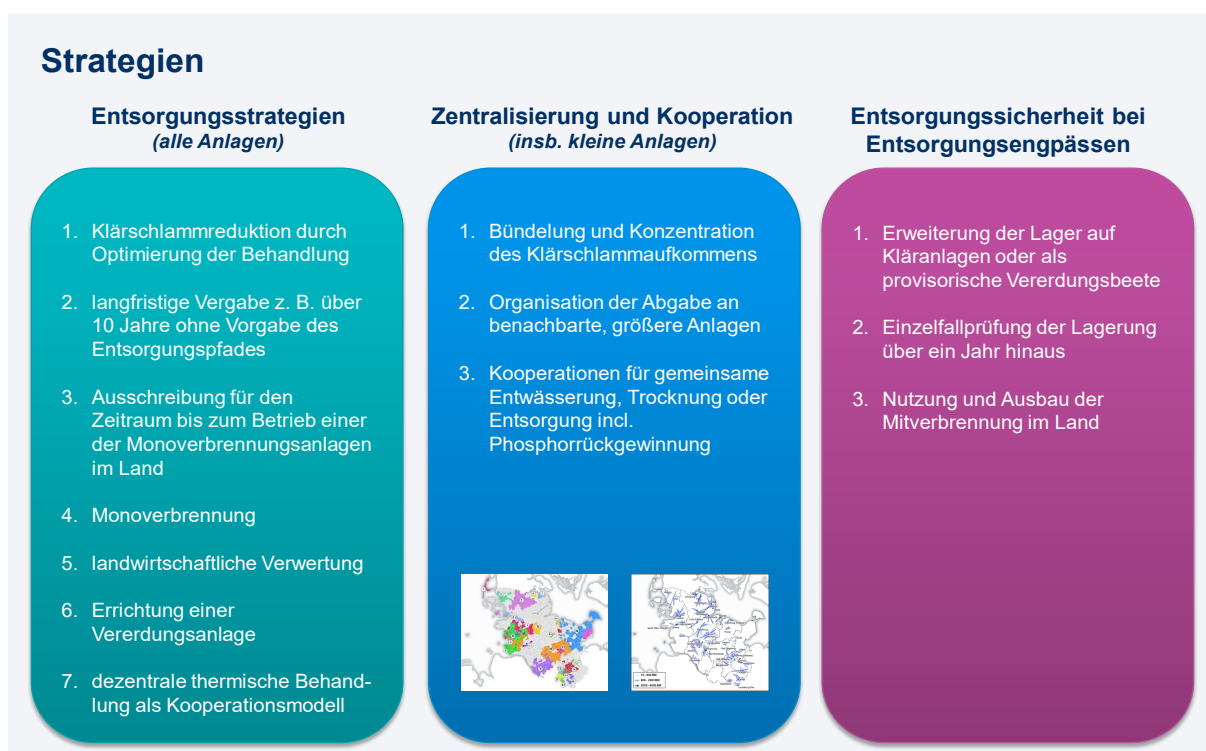 Strategien
Entsorgungsstrategien
(alle Anlagen)
1. Klärschlammreduktion durch
Optimierung der Behandlung
2. langfristige Vergabe z. B. über
10 Jahre ohne Vorgabe des
Entsorgungspfades
3. Ausschreibung für den
Zeitraum bis zum Betrieb einer
der Monoverbrennungsanlagen
im Land
4. Monoverbrennung
5. landwirtschaftliche Verwertung
6. Errichtung einer
Vererdungsanlage
7. dezentrale thermische Behand-
lung als Kooperationsmodell
Zentralisierung und Kooperation
(insb. kleine Anlagen)
1. Bündelung und Konzentration
des Klärschlammaufkommens
2. Organisation der Abgabe an
benachbarte, größere Anlagen
3. Kooperationen für gemeinsame
Entwässerung, Trocknung oder
Entsorgung incl.
Phosphorrückgewinnung
Entsorgungssicherheit bei
Entsorgungsengpässen
1. Erweiterung der Lager auf
Kläranlagen oder als
provisorische Vererdungsbeete
2. Einzelfallprüfung der Lagerung
über ein Jahr hinaus
3. Nutzung und Ausbau der
Mitverbrennung im Land